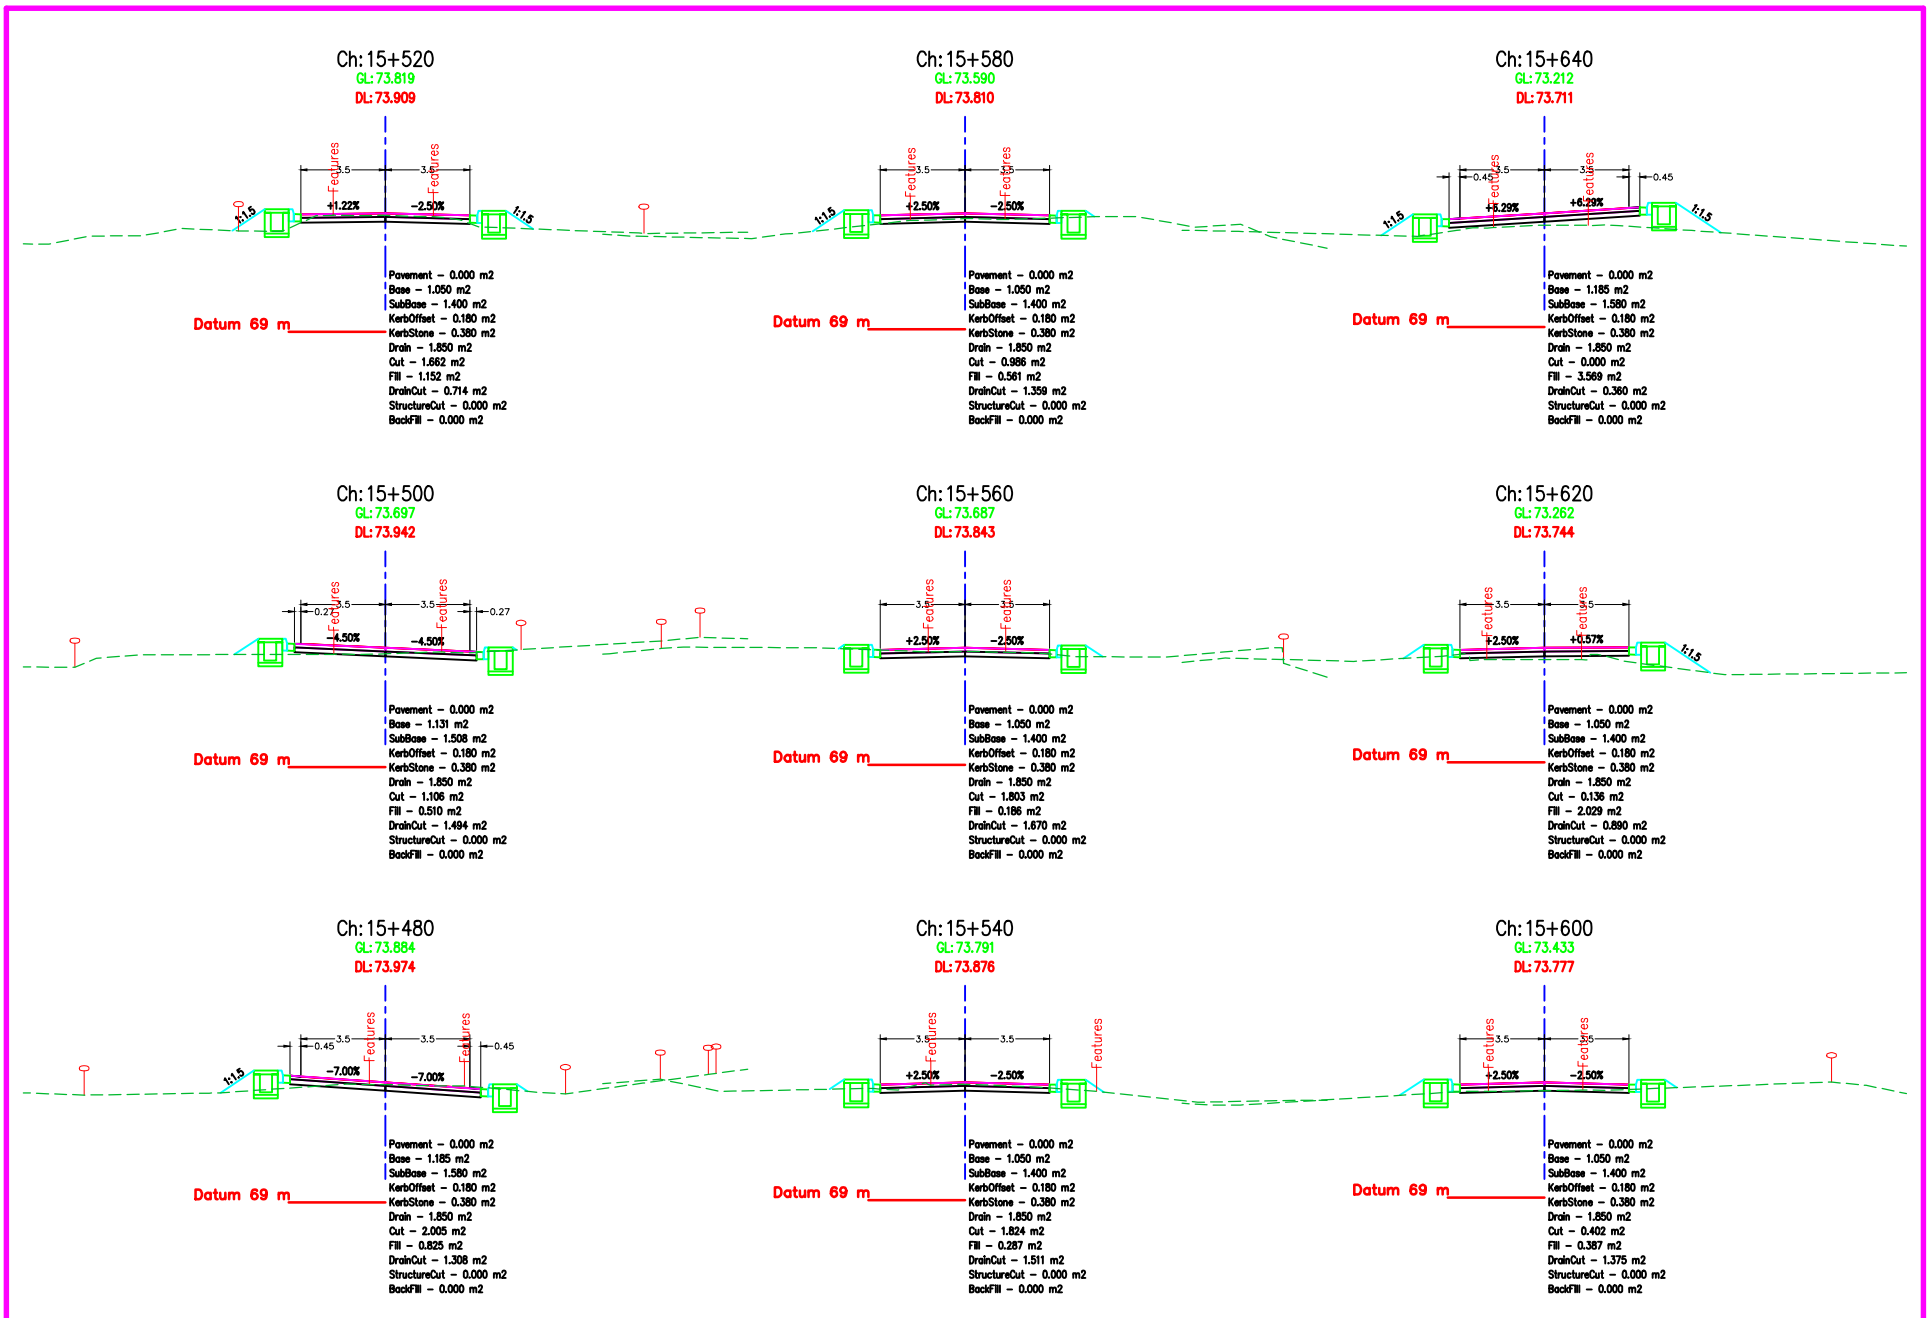 Ch:15+520
GL:73.819
DL:73.909
Features
Features
3.5
3.5
+1.22%
-2.50%
1:1.5
1:1.5
Datum 69 m
Pavement - 0.000 m2
Base - 1.050 m2
SubBase - 1.400 m2
KerbOffset - 0.180 m2
KerbStone - 0.380 m2
Drain - 1.850 m2
Cut - 1.662 m2
Fill - 1.152 m2
DrainCut - 0.714 m2
StructureCut - 0.000 m2
BackFill - 0.000 m2
Ch:15+580
GL:73.590
DL:73.810
Features
Features
3.5
3.5
+2.50%
-2.50%
1:1.5
Datum 69 m
Pavement - 0.000 m2
Base - 1.050 m2
SubBase - 1.400 m2
KerbOffset - 0.180 m2
KerbStone - 0.380 m2
Drain - 1.850 m2
Cut - 0.986 m2
Fill - 0.561 m2
DrainCut - 1.359 m2
StructureCut - 0.000 m2
BackFill - 0.000 m2
Ch:15+640
GL:73.212
DL:73.711
Features
Features
3.5
3.5
0.45
0.45
+6.29%
+6.29%
1:1.5
1:1.5
Datum 69 m
Pavement - 0.000 m2
Base - 1.185 m2
SubBase - 1.580 m2
KerbOffset - 0.180 m2
KerbStone - 0.380 m2
Drain - 1.850 m2
Cut - 0.000 m2
Fill - 3.569 m2
DrainCut - 0.360 m2
StructureCut - 0.000 m2
BackFill - 0.000 m2
Ch:15+500
GL:73.697
DL:73.942
Features
Features
3.5
3.5
0.27
0.27
-4.50%
-4.50%
Datum 69 m
Pavement - 0.000 m2
Base - 1.131 m2
SubBase - 1.508 m2
KerbOffset - 0.180 m2
KerbStone - 0.380 m2
Drain - 1.850 m2
Cut - 1.106 m2
Fill - 0.510 m2
DrainCut - 1.494 m2
StructureCut - 0.000 m2
BackFill - 0.000 m2
Ch:15+560
GL:73.687
DL:73.843
Features
Features
3.5
3.5
+2.50%
-2.50%
Datum 69 m
Pavement - 0.000 m2
Base - 1.050 m2
SubBase - 1.400 m2
KerbOffset - 0.180 m2
KerbStone - 0.380 m2
Drain - 1.850 m2
Cut - 1.803 m2
Fill - 0.186 m2
DrainCut - 1.670 m2
StructureCut - 0.000 m2
BackFill - 0.000 m2
Ch:15+620
GL:73.262
DL:73.744
Features
Features
3.5
3.5
+2.50%
+0.57%
1:1.5
Datum 69 m
Pavement - 0.000 m2
Base - 1.050 m2
SubBase - 1.400 m2
KerbOffset - 0.180 m2
KerbStone - 0.380 m2
Drain - 1.850 m2
Cut - 0.136 m2
Fill - 2.029 m2
DrainCut - 0.890 m2
StructureCut - 0.000 m2
BackFill - 0.000 m2
Ch:15+480
GL:73.884
DL:73.974
Features
Features
3.5
3.5
0.45
0.45
-7.00%
-7.00%
1:1.5
Datum 69 m
Pavement - 0.000 m2
Base - 1.185 m2
SubBase - 1.580 m2
KerbOffset - 0.180 m2
KerbStone - 0.380 m2
Drain - 1.850 m2
Cut - 2.005 m2
Fill - 0.825 m2
DrainCut - 1.308 m2
StructureCut - 0.000 m2
BackFill - 0.000 m2
Ch:15+540
GL:73.791
DL:73.876
Features
Features
3.5
3.5
+2.50%
-2.50%
Datum 69 m
Pavement - 0.000 m2
Base - 1.050 m2
SubBase - 1.400 m2
KerbOffset - 0.180 m2
KerbStone - 0.380 m2
Drain - 1.850 m2
Cut - 1.824 m2
Fill - 0.287 m2
DrainCut - 1.511 m2
StructureCut - 0.000 m2
BackFill - 0.000 m2
Ch:15+600
GL:73.433
DL:73.777
Features
Features
3.5
3.5
+2.50%
-2.50%
Datum 69 m
Pavement - 0.000 m2
Base - 1.050 m2
SubBase - 1.400 m2
KerbOffset - 0.180 m2
KerbStone - 0.380 m2
Drain - 1.850 m2
Cut - 0.402 m2
Fill - 0.387 m2
DrainCut - 1.375 m2
StructureCut - 0.000 m2
BackFill - 0.000 m2